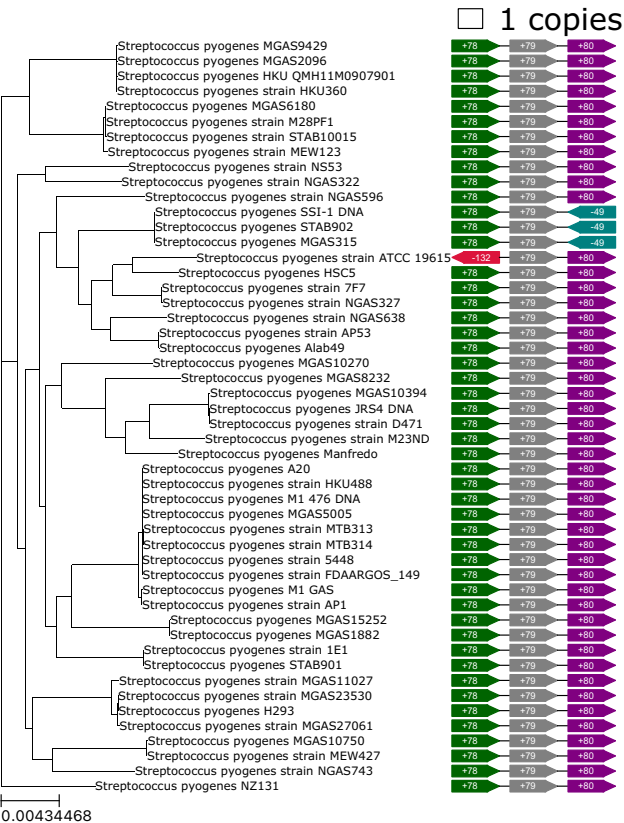 1 copies
Streptococcus pyogenes MGAS9429 +78 +79 +80
Streptococcus pyogenes MGAS2096 +78 +79 +80
Streptococcus pyogenes HKU QMH11M0907901 +78 +79 +80
Streptococcus pyogenes strain HKU360 +78 +79 +80
Streptococcus pyogenes MGAS6180 +78 +79 +80
Streptococcus pyogenes strain M28PF1 +78 +79 +80
Streptococcus pyogenes strain STAB10015 +78 +79 +80
Streptococcus pyogenes strain MEW123 +78 +79 +80
Streptococcus pyogenes strain NS53 +78 +79 +80
Streptococcus pyogenes strain NGAS322 +78 +79 +80
Streptococcus pyogenes strain NGAS596 +78 +79 +80
Streptococcus pyogenes SSI-1 DNA +78 +79 -49
Streptococcus pyogenes STAB902 +78 +79 -49
Streptococcus pyogenes MGAS315 +78 +79 -49
Streptococcus pyogenes strain ATCC 19615 -132 +79 +80
Streptococcus pyogenes HSC5 +78 +79 +80
Streptococcus pyogenes strain 7F7 +78 +79 +80
Streptococcus pyogenes strain NGAS327 +78 +79 +80
Streptococcus pyogenes strain NGAS638 +78 +79 +80
Streptococcus pyogenes strain AP53 +78 +79 +80
Streptococcus pyogenes Alab49 +78 +79 +80
Streptococcus pyogenes MGAS10270 +78 +79 +80
Streptococcus pyogenes MGAS8232 +78 +79 +80
Streptococcus pyogenes MGAS10394 +78 +79 +80
Streptococcus pyogenes JRS4 DNA +78 +79 +80
Streptococcus pyogenes strain D471 +78 +79 +80
Streptococcus pyogenes strain M23ND +78 +79 +80
Streptococcus pyogenes Manfredo +78 +79 +80
Streptococcus pyogenes A20 +78 +79 +80
Streptococcus pyogenes strain HKU488 +78 +79 +80
Streptococcus pyogenes M1 476 DNA +78 +79 +80
Streptococcus pyogenes MGAS5005 +78 +79 +80
Streptococcus pyogenes strain MTB313 +78 +79 +80
Streptococcus pyogenes strain MTB314 +78 +79 +80
Streptococcus pyogenes strain 5448 +78 +79 +80
Streptococcus pyogenes strain FDAARGOS_149 +78 +79 +80
Streptococcus pyogenes M1 GAS +78 +79 +80
Streptococcus pyogenes strain AP1 +78 +79 +80
Streptococcus pyogenes MGAS15252 +78 +79 +80
Streptococcus pyogenes MGAS1882 +78 +79 +80
Streptococcus pyogenes strain 1E1 +78 +79 +80
Streptococcus pyogenes STAB901 +78 +79 +80
Streptococcus pyogenes strain MGAS11027 +78 +79 +80
Streptococcus pyogenes strain MGAS23530 +78 +79 +80
Streptococcus pyogenes H293 +78 +79 +80
Streptococcus pyogenes strain MGAS27061 +78 +79 +80
Streptococcus pyogenes MGAS10750 +78 +79 +80
Streptococcus pyogenes strain MEW427 +78 +79 +80
Streptococcus pyogenes strain NGAS743 +78 +79 +80
Streptococcus pyogenes NZ131 +78 +79 +80
0.00434468